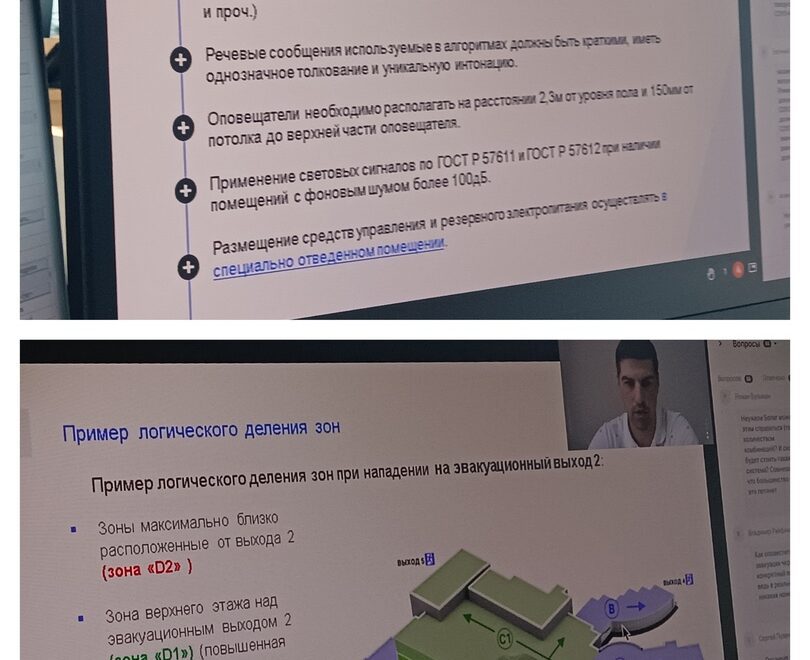 и проч.)
Речевые сообщения используемые в алгоритмах должны быть краткими, иметь
однозначное толкование и уникальную интонацию.
Оповещатели необходимо располагать на расстоянии 2,3м от уровня пола и 150мм от
потолка до верхней части оповещателя.
Применение световых сигналов по ГОСТ Р 57611 и ГОСТ Р 57612 при наличии
помещений с фоновым шумом более 100дБ.
Размещение средств управления и резервного электропитания осуществлять в
специально отведенном помещении.
Вопросы
Вопросов
Пример логического деления зон
Пример логического деления зон при нападении на эвакуационный выход 2:
Зоны максимально близко
расположенные от выхода 2
(зона «D2» )
Зона верхнего этажа над
эвакуационным выходом 2
(зона «D1») (повышенная
выход 5
выход 4
B
C1